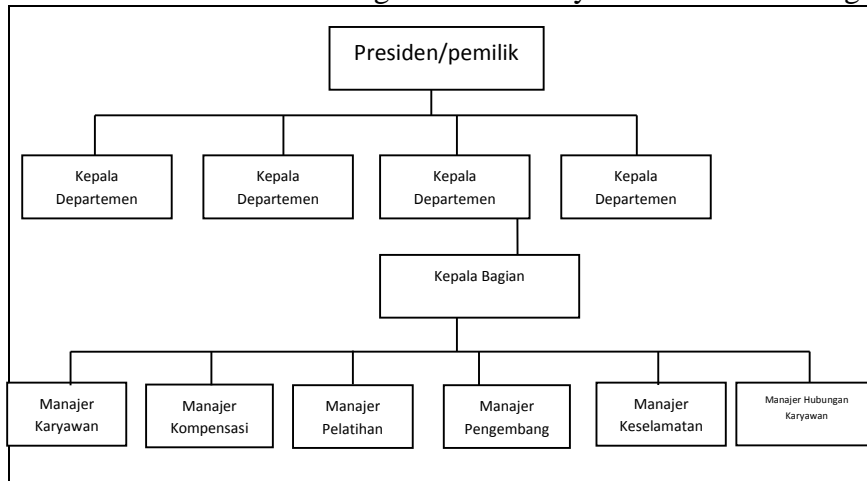 Presiden/pemilik
Kepala
Departemen
Kepala
Departemen
Kepala
Departemen
Kepala
Departemen
Kepala Bagian
Manajer
Karyawan
Manajer
Kompensasi
Manajer
Pelatihan
Manajer
Pengembang
Manajer
Keselamatan
Manajer Hubungan
Karyawan